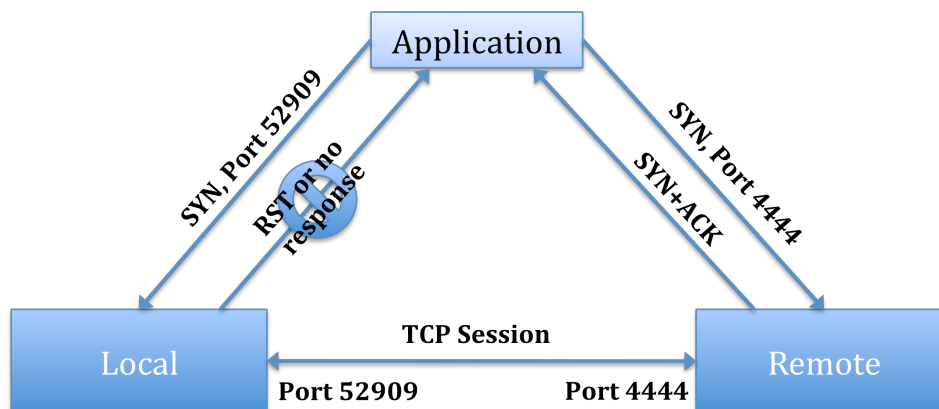 Application
SYN, Port 52909
RST or no
response
SYN+ACK
SYN, Port 4444
TCP Session
Local
Remote
Port 52909
Port 4444